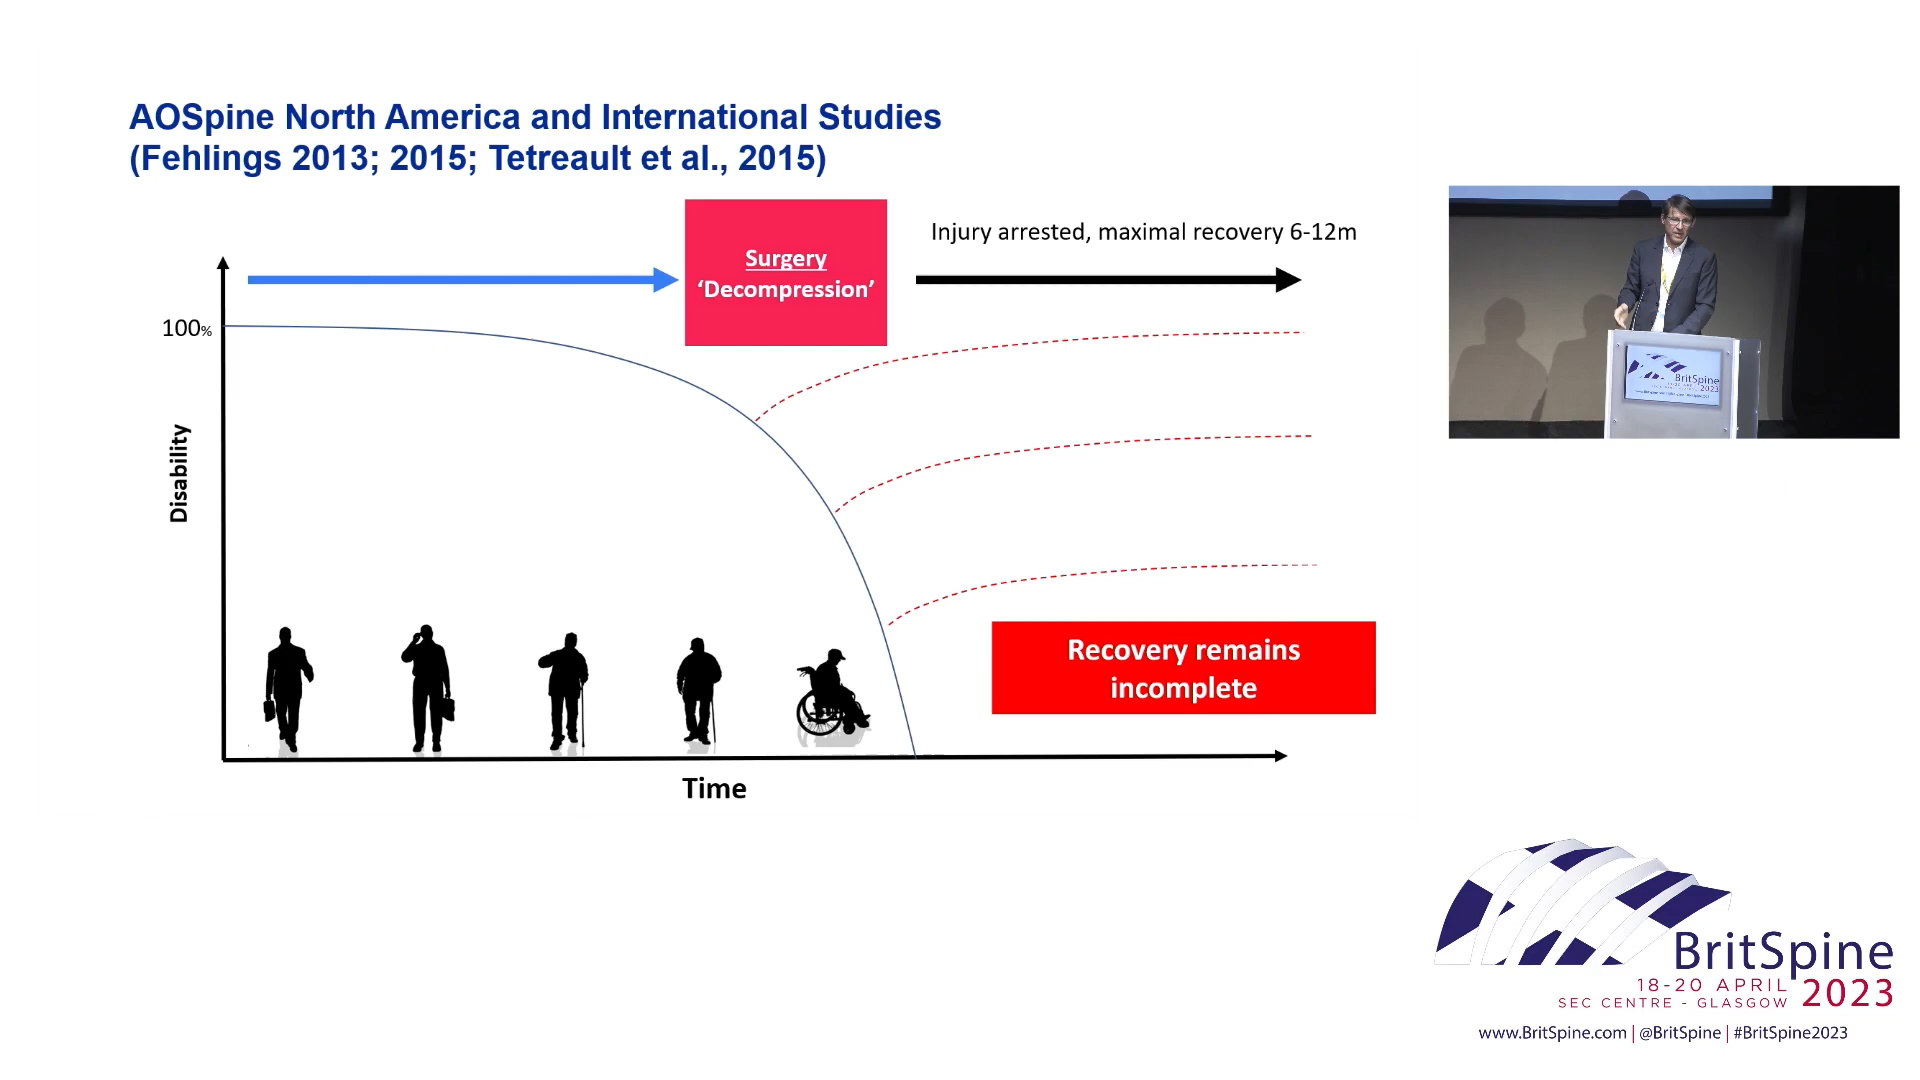 AOSpine North America and International Studies
(Fehlings 2013; 2015; Tetreault et al., 2015)
Surgery
‘Decompression’
Injury arrested, maximal recovery 6-12m
100%
Disability
Recovery remains
incomplete
Time
BritSpine
2023
BritSpine
18-20 APRIL
2023
SEC CENTRE - GLASGOW
www.BritSpine.com | @BritSpine | #BritSpine2023